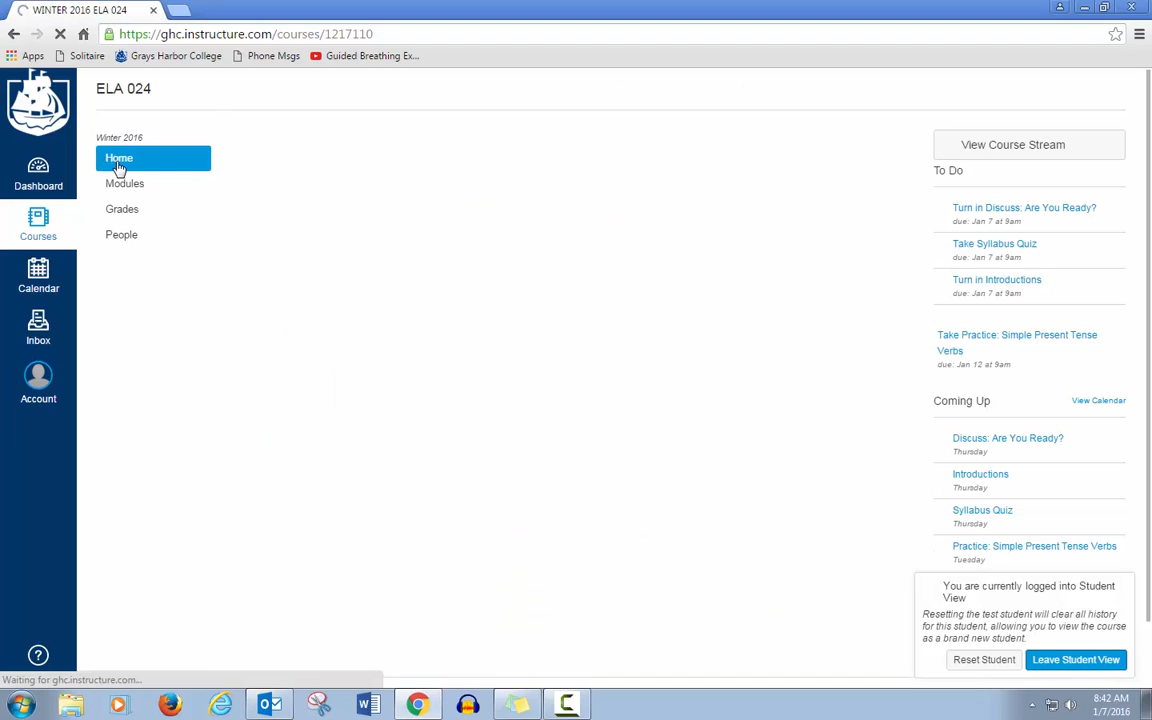 WINTER 2016 ELA 024
https://ghc.instructure.com/courses/1217110
Apps Solitaire Grays Harbor College Phone Msgs Guided Breathing Ex...
ELA 024
Winter 2016
Home
Modules
Grades
People
Dashboard
Courses
Calendar
Inbox
Account
View Course Stream
To Do
Turn in Discuss: Are You Ready?
due: Jan 7 at 9am
Take Syllabus Quiz
due: Jan 7 at 9am
Turn in Introductions
due: Jan 7 at 9am
Take Practice: Simple Present Tense
Verbs
due: Jan 12 at 9am
Coming Up View Calendar
Discuss: Are You Ready?
Thursday
Introductions
Thursday
Syllabus Quiz
Thursday
Practice: Simple Present Tense Verbs
Tuesday
You are currently logged into Student
View
Resetting the test student will clear all history
for this student, allowing you to view the course
as a brand new student.
Reset Student Leave Student View
Waiting for ghc.instructure.com...
8:42 AM
1/7/2016